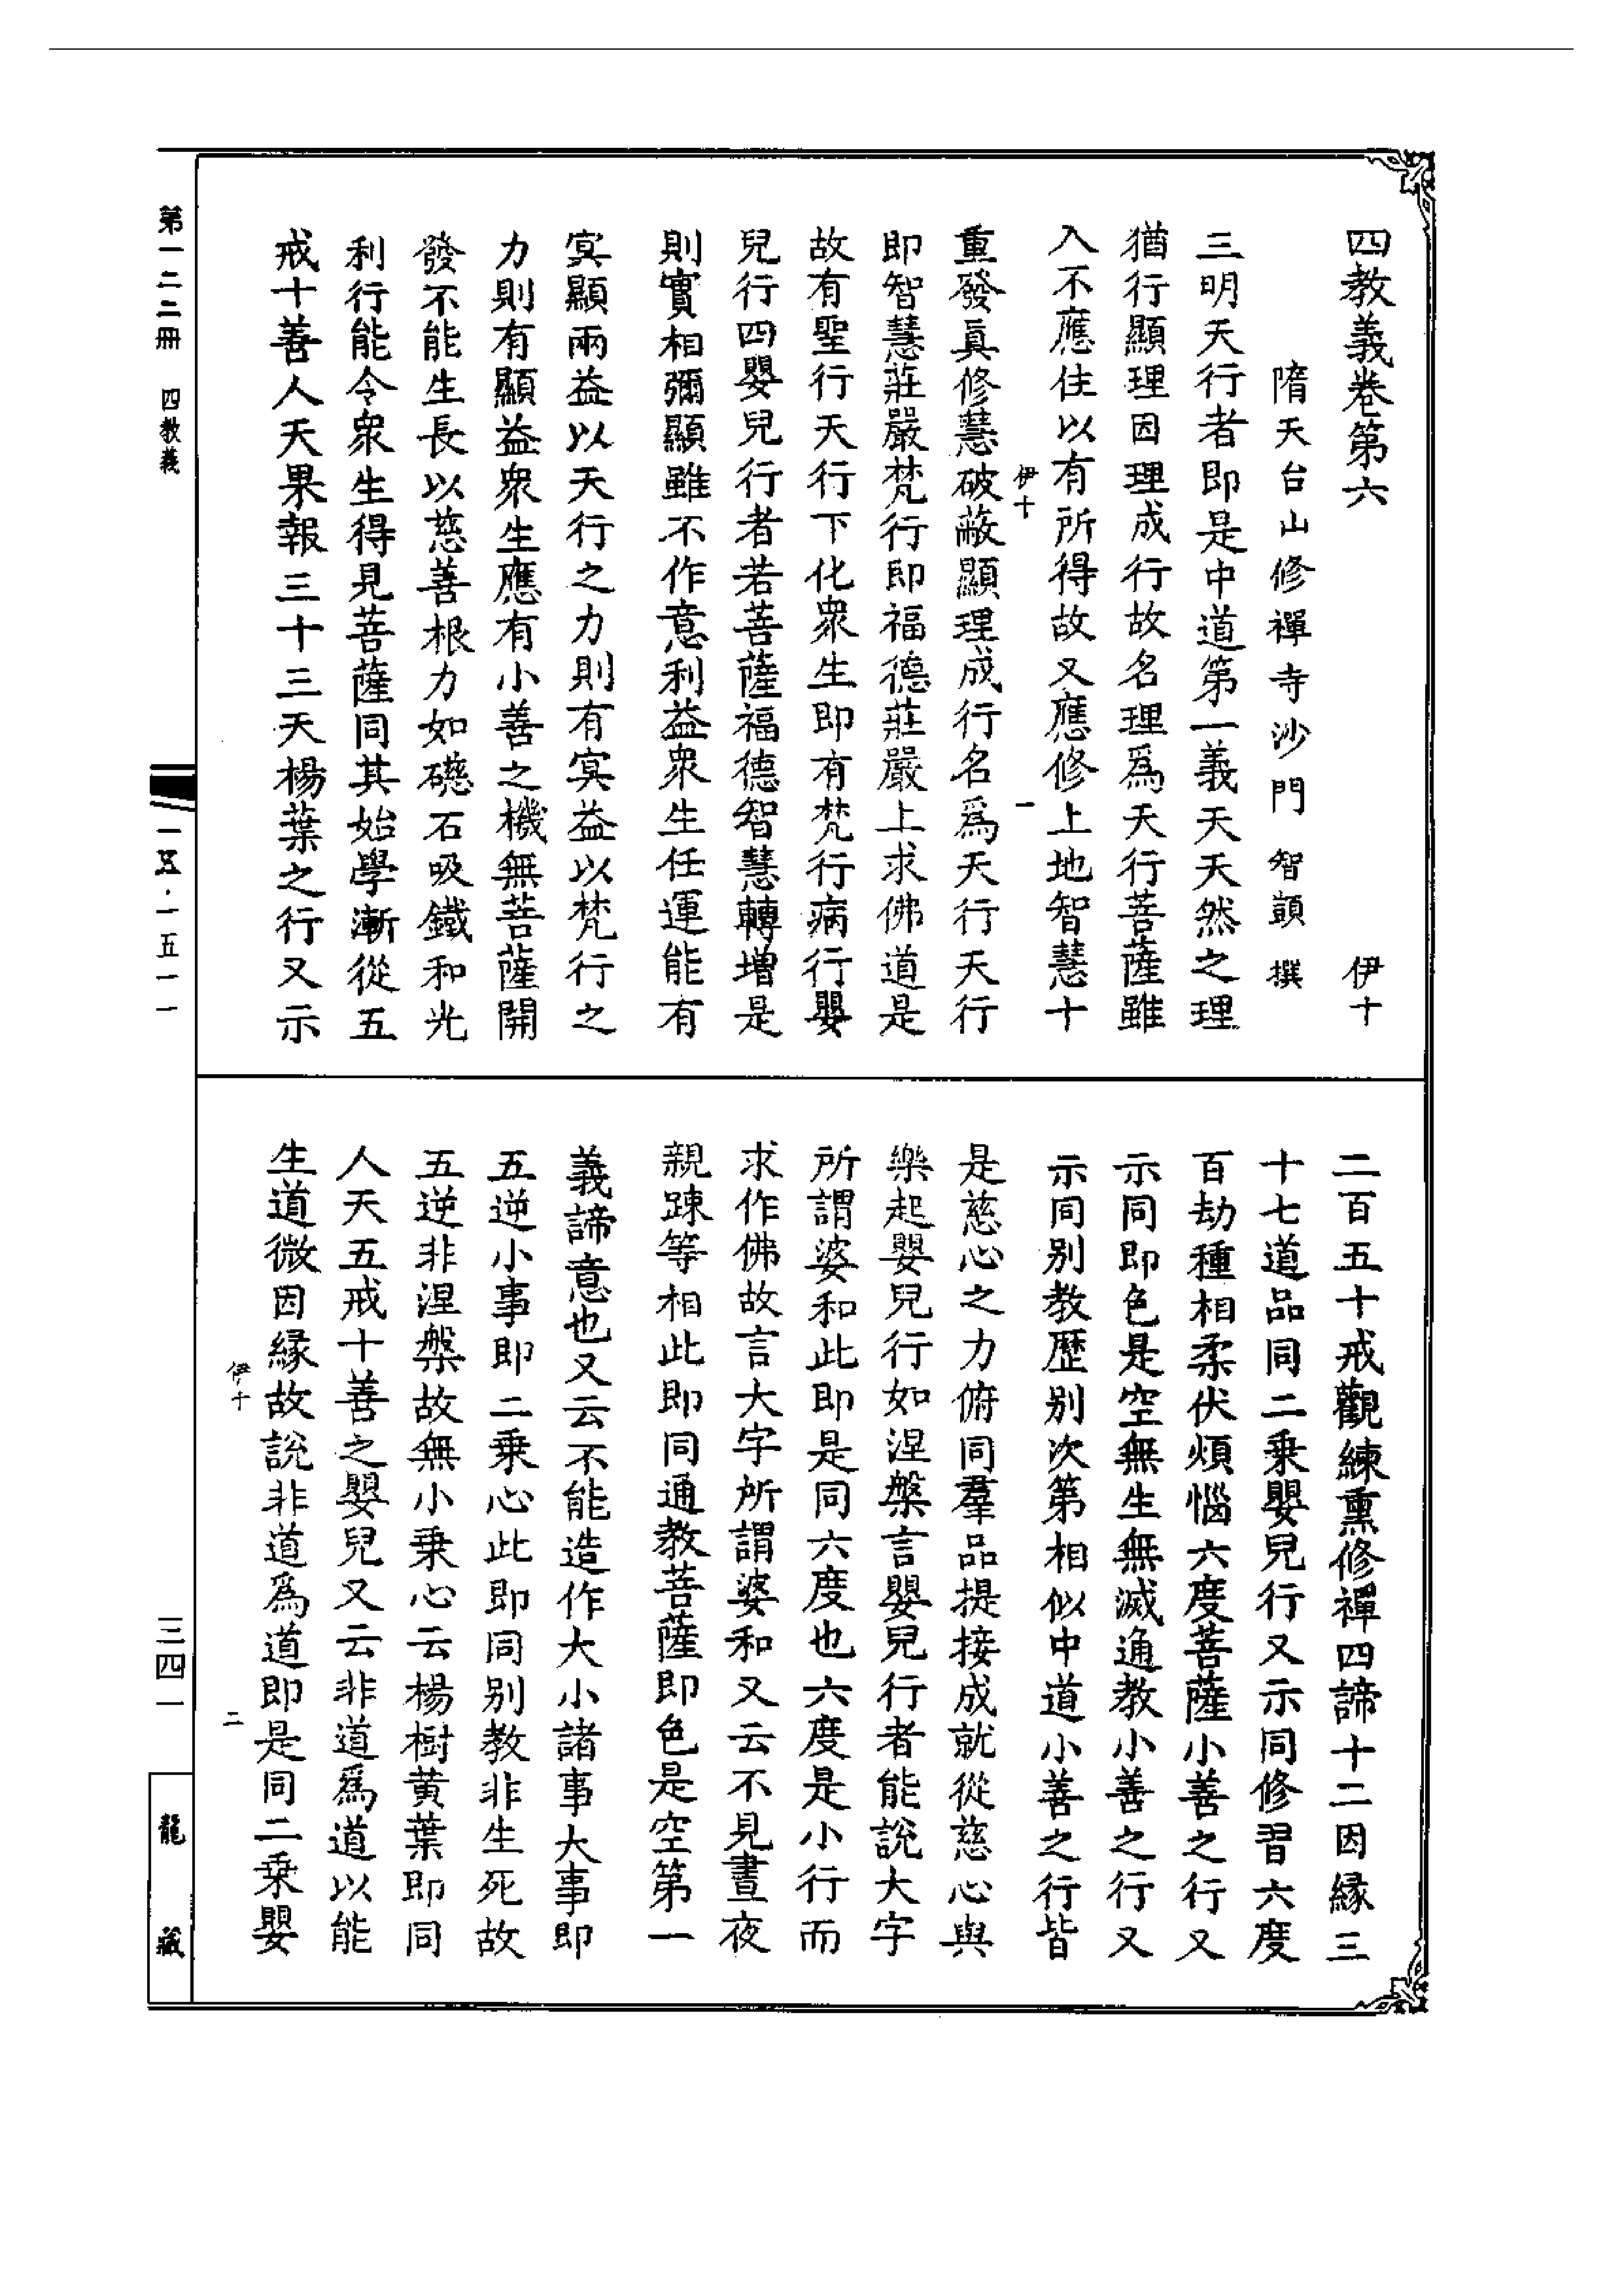 四教義卷第六　伊十
隋天台山修禪寺沙門　智顗　撰
三明天行者即是中道第一義天天然之理
猶行顯理因理成行故名理爲天行菩薩雖
入不應住以有所得故又應修上地智慧十
伊十　一
重發眞修慧破蔽顯理成行名爲天行天行
即智慧莊嚴梵行即福德莊嚴上求佛道是
故有聖行天行下化衆生即有梵行病行嬰
兒行四嬰兒行者若菩薩福德智慧轉增是
則實相彌顯雖不作意利益衆生任運能有
冥顯兩益以天行之力則有冥益以梵行之
力則有顯益衆生應有小善之機無菩薩開
發不能生長以慈善根力如礠石吸鐵和光
利行能令衆生得見菩薩同其始學漸從五
戒十善人天果報三十三天楊葉之行又示
二百五十戒觀練熏修禪四諦十二因緣三
十七道品同二乗嬰兒行又示同修習六度
百劫種相柔伏煩惱六度菩薩小善之行又
示同即色是空無生無滅通教小善之行又
示同別教歷別次第相似中道小善之行皆
是慈心之力俯同羣品提接成就從慈心與
樂起嬰兒行如涅槃言嬰兒行者能說大字
所謂婆和此即是同六度也六度是小行而
求作佛故言大字所謂婆和又云不見晝夜
親踈等相此即同通教菩薩即色是空第一
義諦意也又云不能造作大小諸事大事即
五逆小事即二乗心此即同別教非生死故
五逆非涅槃故無小乗心云楊樹黄葉即同
人天五戒十善之嬰兒又云非道爲道以能
生道微因緣故說非道爲道即是同二乗嬰
伊十　二
第一二二冊　四教義
一五·一五一一
三四一
龍藏